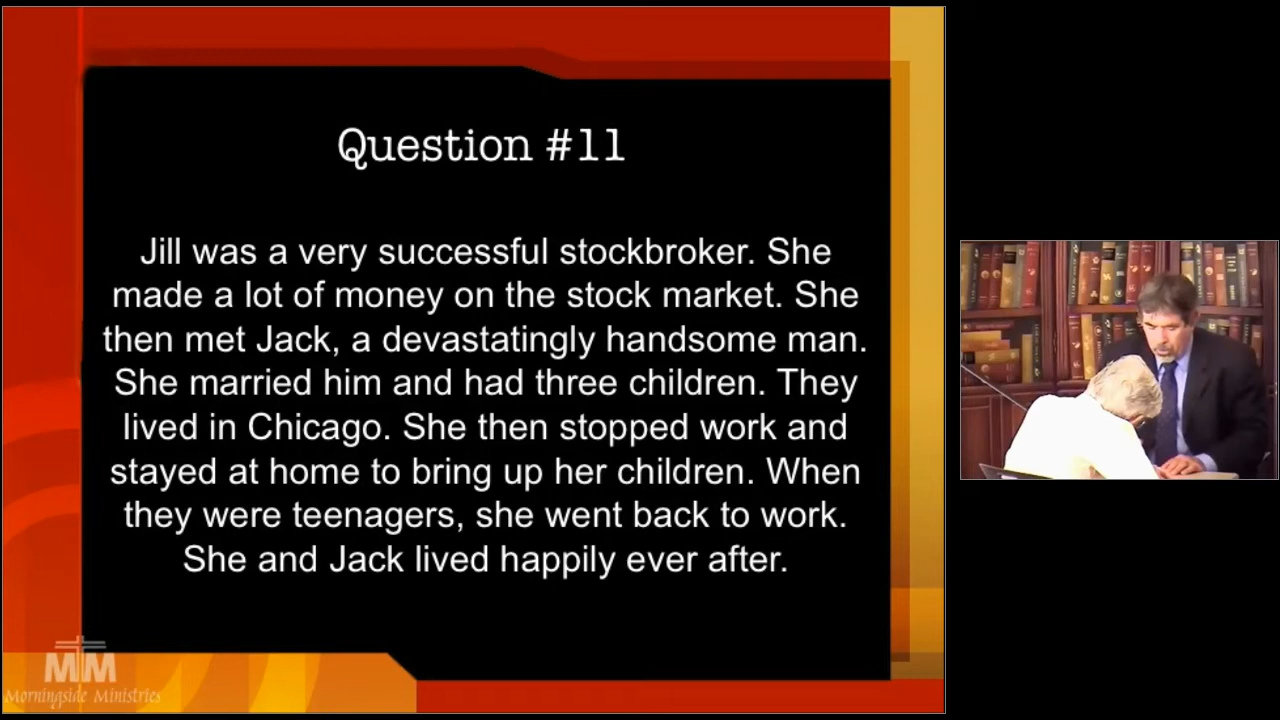 Question #11
Jill was a very successful stockbroker. She
made a lot of money on the stock market. She
then met Jack, a devastatingly handsome man.
She married him and had three children. They
lived in Chicago. She then stopped work and
stayed at home to bring up her children. When
they were teenagers, she went back to work.
She and Jack lived happily ever after.
MM
Morningside Ministries